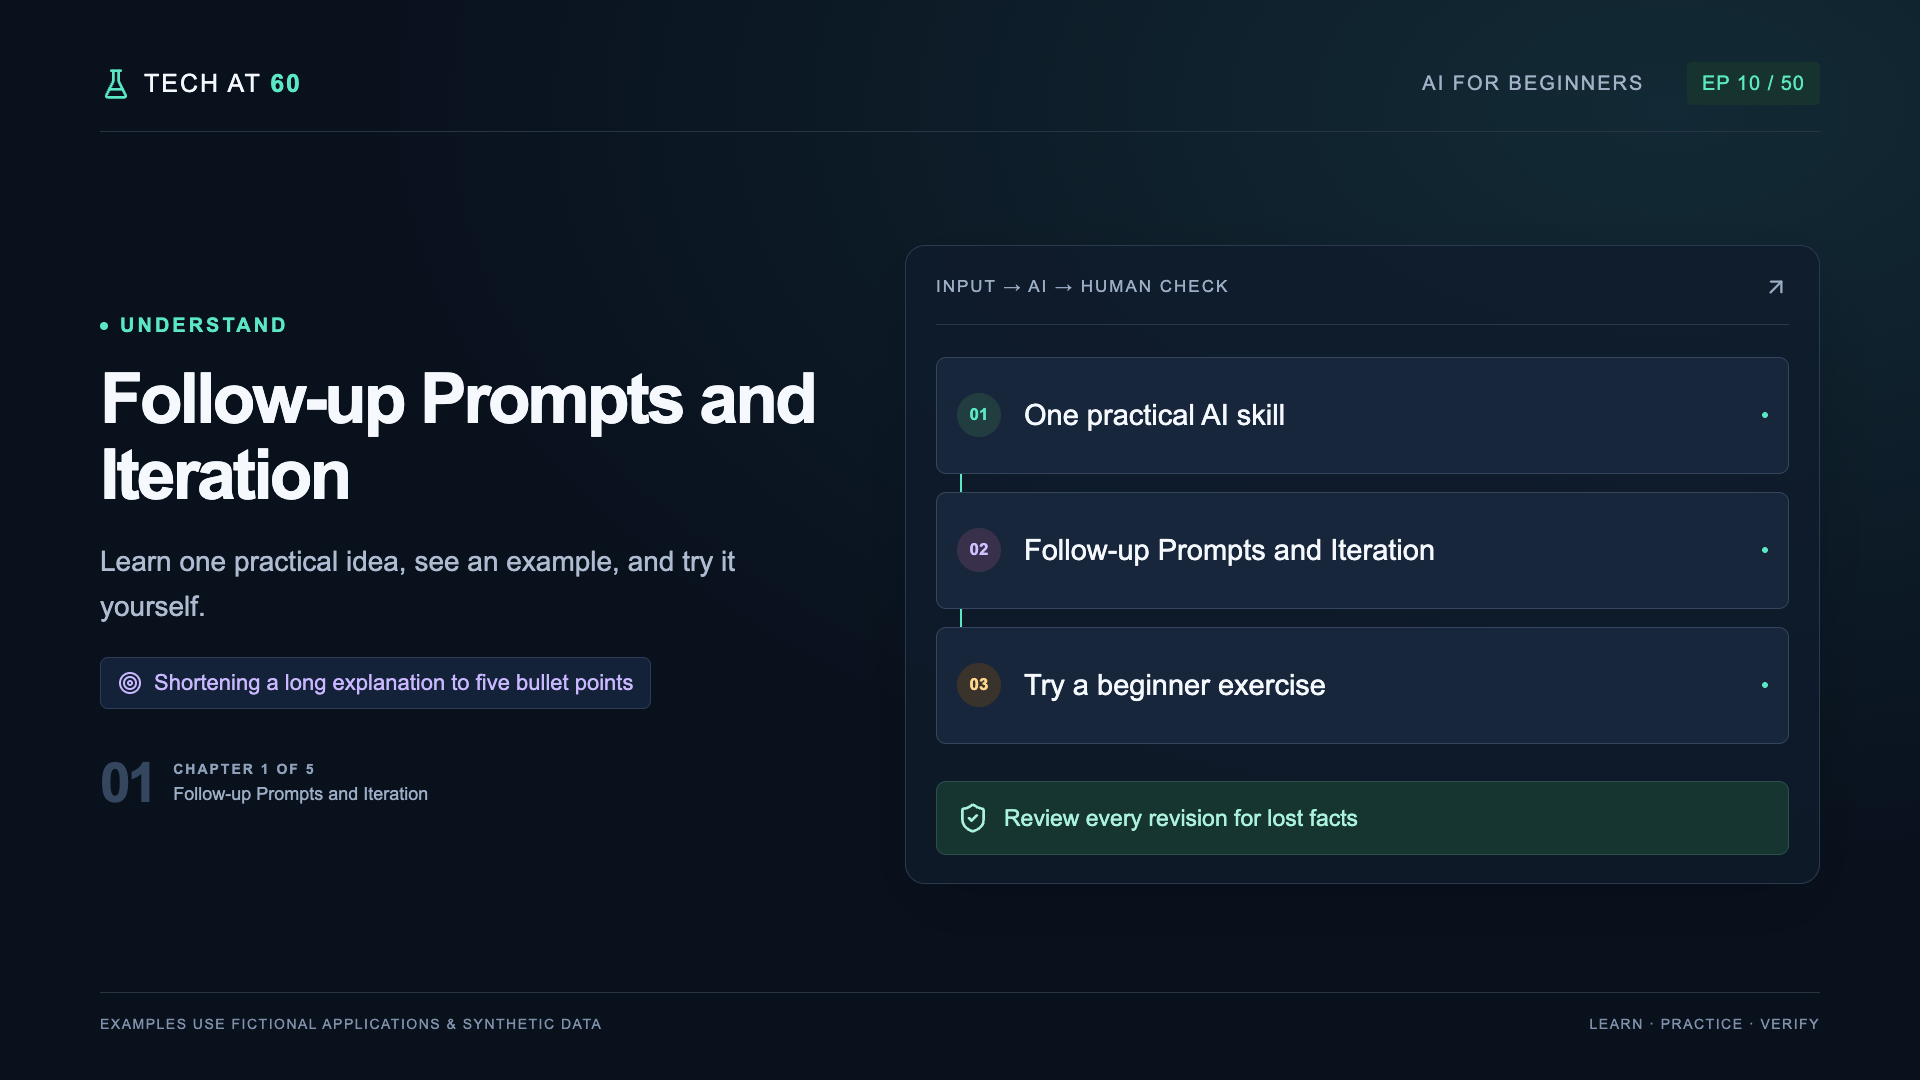 TECH AT 60
AI FOR BEGINNERS
EP 10 / 50
UNDERSTAND
Follow-up Prompts and
Iteration
Learn one practical idea, see an example, and try it
yourself.
Shortening a long explanation to five bullet points
01
CHAPTER 1 OF 5
Follow-up Prompts and Iteration
INPUT → AI → HUMAN CHECK
01
One practical AI skill
02
Follow-up Prompts and Iteration
03
Try a beginner exercise
Review every revision for lost facts
EXAMPLES USE FICTIONAL APPLICATIONS & SYNTHETIC DATA
LEARN · PRACTICE · VERIFY